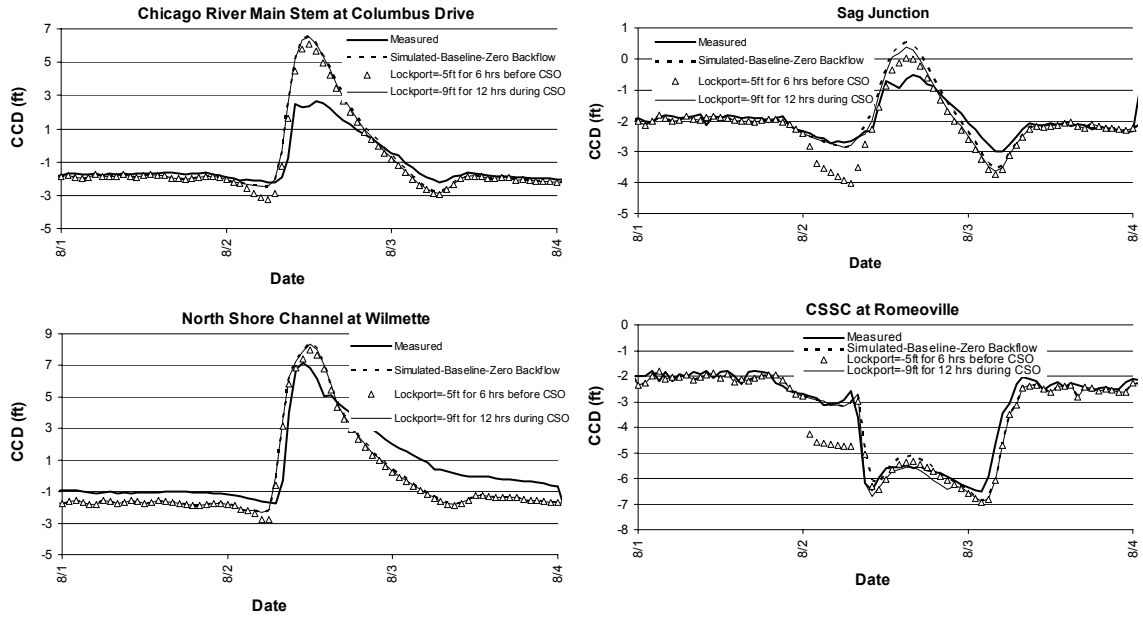 Chicago River Main Stem at Columbus Drive
7
5
3
1
-1
-3
-5
CCD (ft)
Measured
Simulated-Baseline-Zero Backflow
Lockport=-5ft for 6 hrs before CSO
Lockport=-9ft for 12 hrs during CSO
8/1
8/2
8/3
8/4
Date
Sag Junction
1
0
-1
-2
-3
-4
-5
CCD (ft)
Measured
Simulated-Baseline-Zero Backflow
Lockport=-5ft for 6 hrs before CSO
Lockport=-9ft for 12 hrs during CSO
8/1
8/2
8/3
8/4
Date
North Shore Channel at Wilmette
9
7
5
3
1
-1
-3
-5
CCD (ft)
Measured
Simulated-Baseline-Zero Backflow
Lockport=-5ft for 6 hrs before CSO
Lockport=-9ft for 12 hrs during CSO
8/1
8/2
8/3
8/4
Date
CSSC at Romeoville
0
-1
-2
-3
-4
-5
-6
-7
-8
CCD (ft)
Measured
Simulated-Baseline-Zero Backflow
Lockport=-5ft for 6 hrs before CSO
Lockport=-9ft for 12 hrs during CSO
8/1
8/2
8/3
8/4
Date